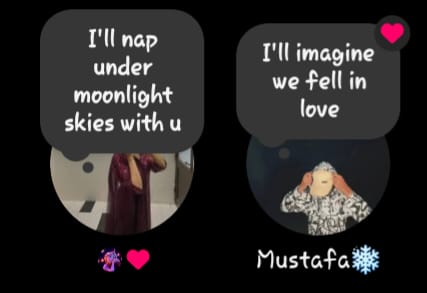 I'll nap
under
moonlight
skies with u
I'll imagine
we fell in
love
Mustafa❄️